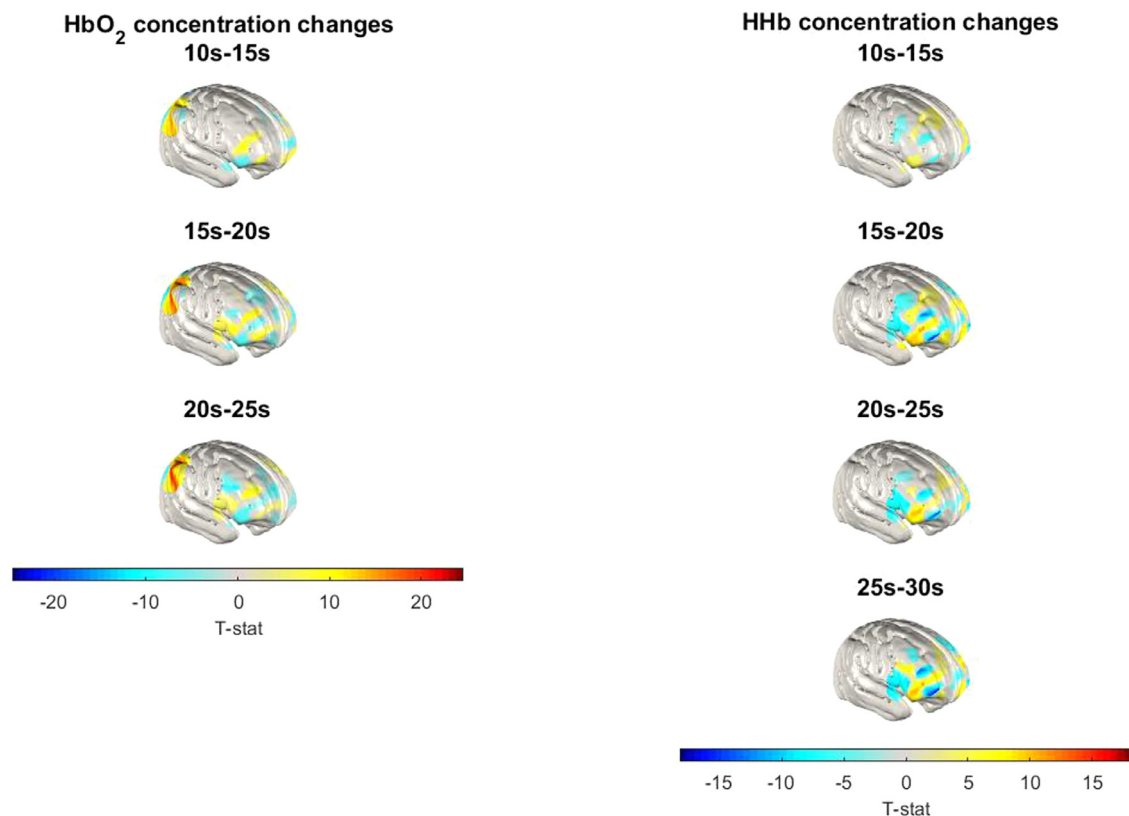 HbO2 concentration changes
10s-15s
15s-20s
20s-25s
-20 -10 0 10 20
T-stat
HHb concentration changes
10s-15s
15s-20s
20s-25s
25s-30s
-15 -10 -5 0 5 10 15
T-stat